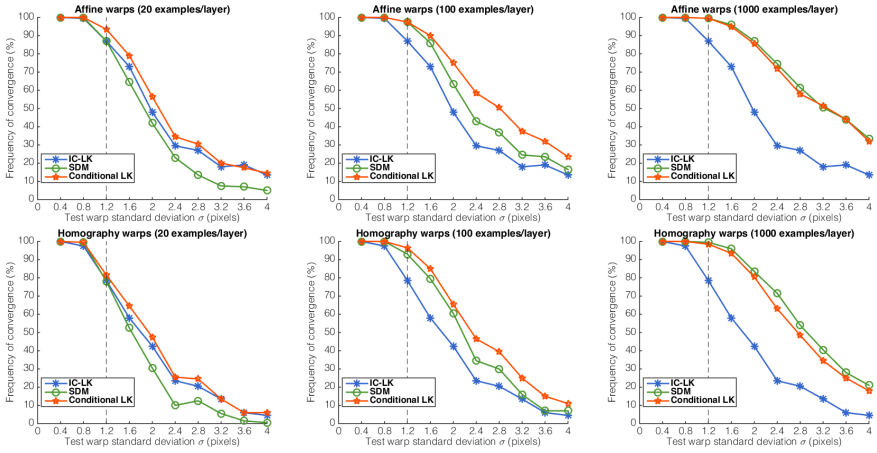 Affine warps (20 examples/layer)
Frequency of convergence (%)
100
90
80
70
60
50
40
30
20
10
0
IC-LK
SDM
Conditional LK
0 0.4 0.8 1.2 1.6 2 2.4 2.8 3.2 3.6 4
Test warp standard deviation σ (pixels)
Affine warps (100 examples/layer)
Frequency of convergence (%)
100
90
80
70
60
50
40
30
20
10
0
IC-LK
SDM
Conditional LK
0 0.4 0.8 1.2 1.6 2 2.4 2.8 3.2 3.6 4
Test warp standard deviation σ (pixels)
Affine warps (1000 examples/layer)
Frequency of convergence (%)
100
90
80
70
60
50
40
30
20
10
0
IC-LK
SDM
Conditional LK
0 0.4 0.8 1.2 1.6 2 2.4 2.8 3.2 3.6 4
Test warp standard deviation σ (pixels)
Homography warps (20 examples/layer)
Frequency of convergence (%)
100
90
80
70
60
50
40
30
20
10
0
IC-LK
SDM
Conditional LK
0 0.4 0.8 1.2 1.6 2 2.4 2.8 3.2 3.6 4
Test warp standard deviation σ (pixels)
Homography warps (100 examples/layer)
Frequency of convergence (%)
100
90
80
70
60
50
40
30
20
10
0
IC-LK
SDM
Conditional LK
0 0.4 0.8 1.2 1.6 2 2.4 2.8 3.2 3.6 4
Test warp standard deviation σ (pixels)
Homography warps (1000 examples/layer)
Frequency of convergence (%)
100
90
80
70
60
50
40
30
20
10
0
IC-LK
SDM
Conditional LK
0 0.4 0.8 1.2 1.6 2 2.4 2.8 3.2 3.6 4
Test warp standard deviation σ (pixels)